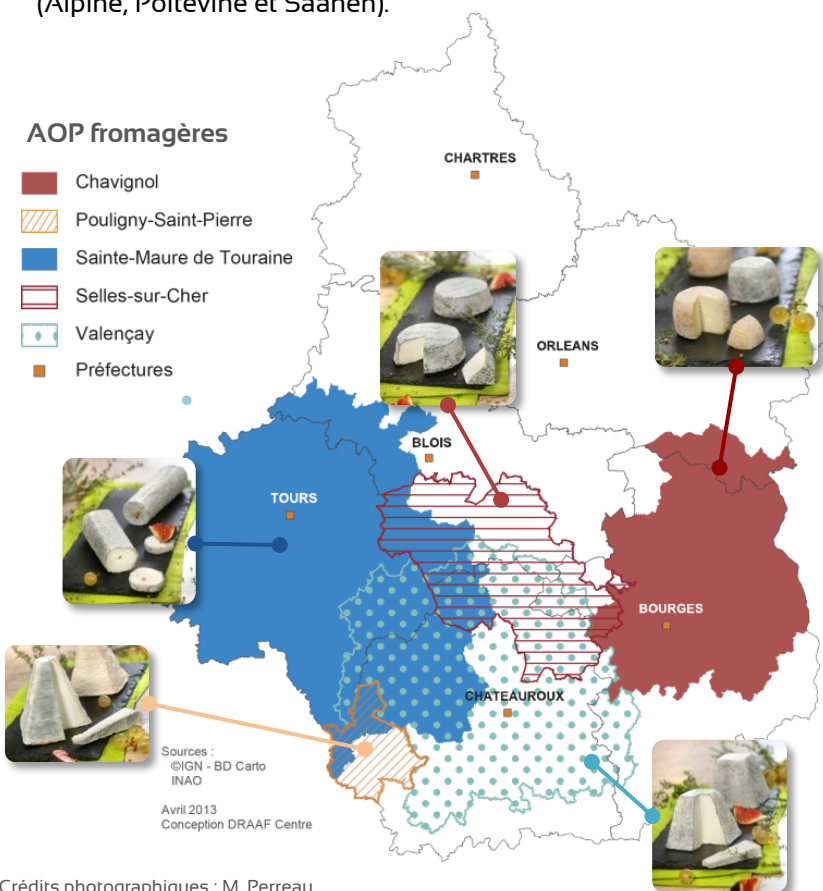 (Alpine, Poitevine et Saanen).
AOP fromagères
Chavignol
Pouligny-Saint-Pierre
Sainte-Maure de Touraine
Selles-sur-Cher
Valençay
Préfectures
CHARTRES
ORLEANS
BLOIS
TOURS
BOURGES
CHATEAUROUX
Sources :
©IGN - BD Carto
INAO
Avril 2013
Conception DRAAF Centre
Crédits photographiques : M. Perreau